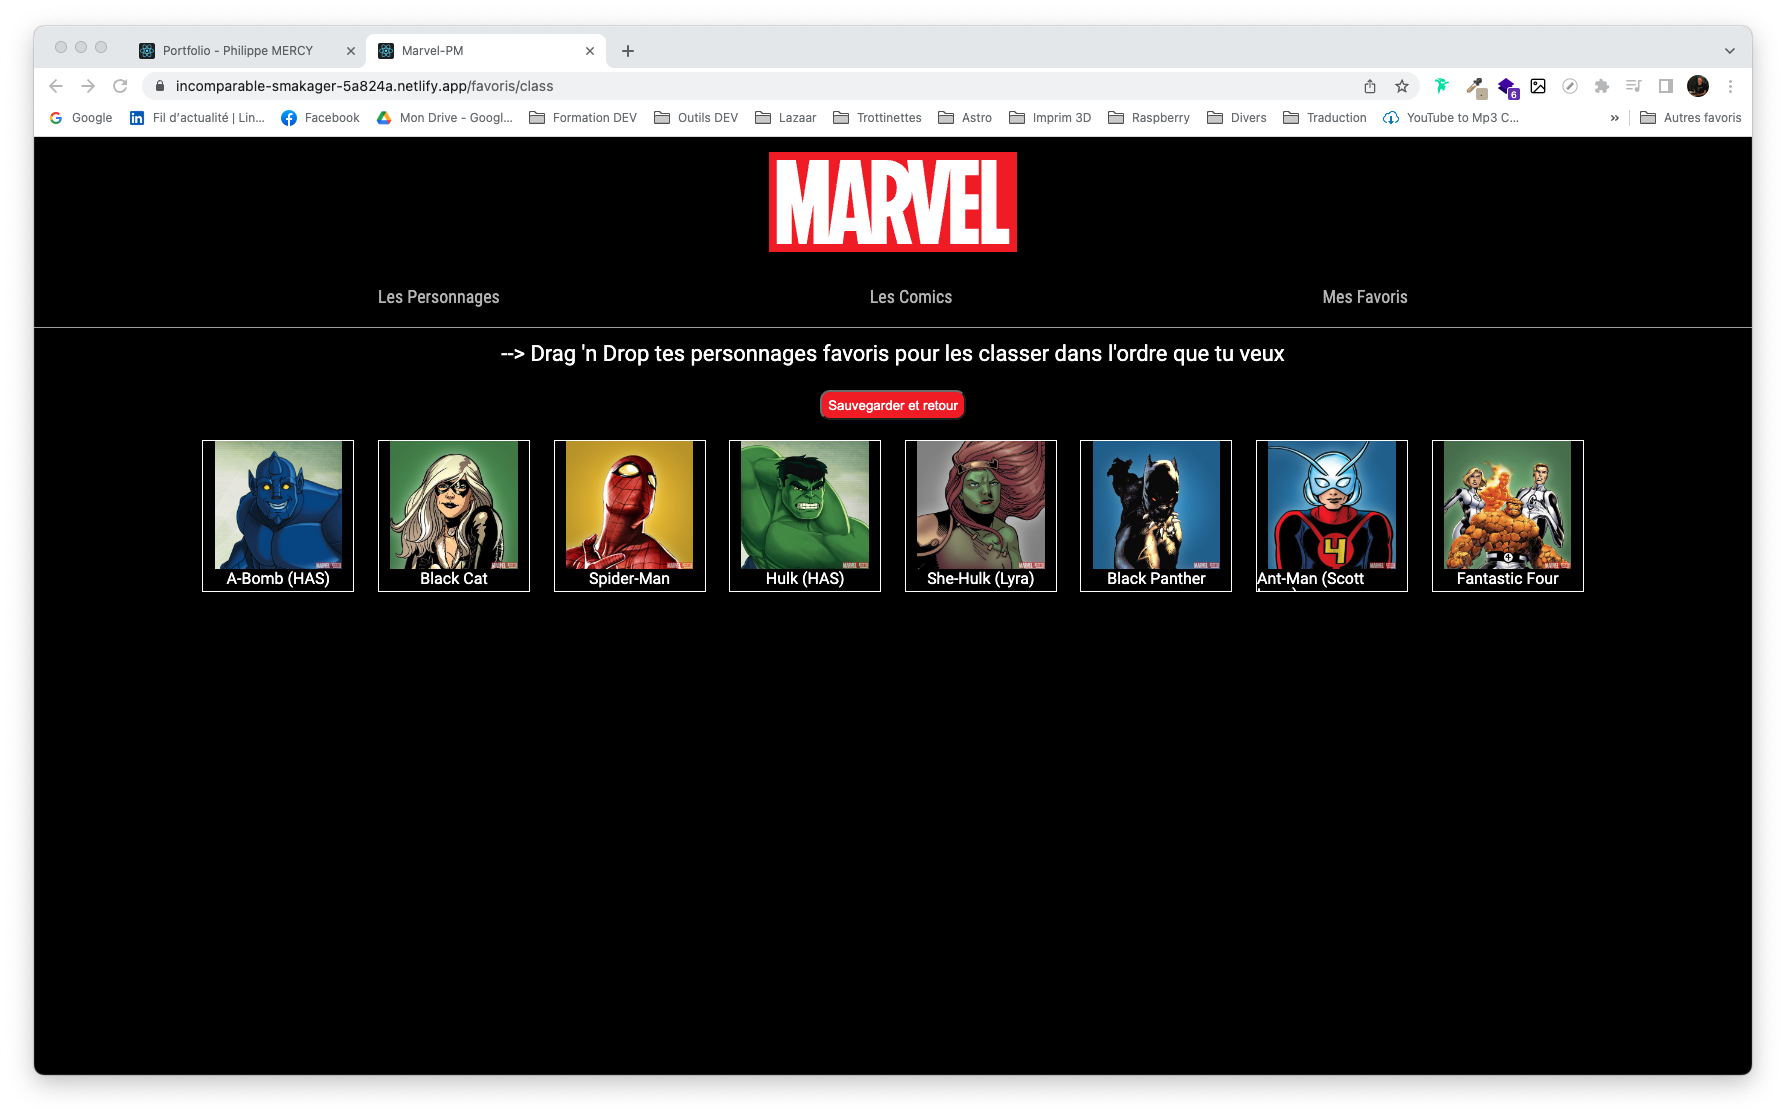 Portfolio - Philippe MERCY
Marvel-PM
incomparable-smakager-5a824a.netlify.app/favoris/class
6
Google
Fil d'actualité | Lin...
Facebook
Mon Drive - Googl...
Formation DEV
Outils DEV
Lazaar
Trottinettes
Astro
Imprim 3D
Raspberry
Divers
Traduction
YouTube to Mp3 C...
»
Autres favoris
MARVEL
Les Personnages
Les Comics
Mes Favoris
--> Drag 'n Drop tes personnages favoris pour les classer dans l'ordre que tu veux
Sauvegarder et retour
A-Bomb (HAS)
Black Cat
Spider-Man
Hulk (HAS)
She-Hulk (Lyra)
Black Panther
Ant-Man (Scott
Fantastic Four